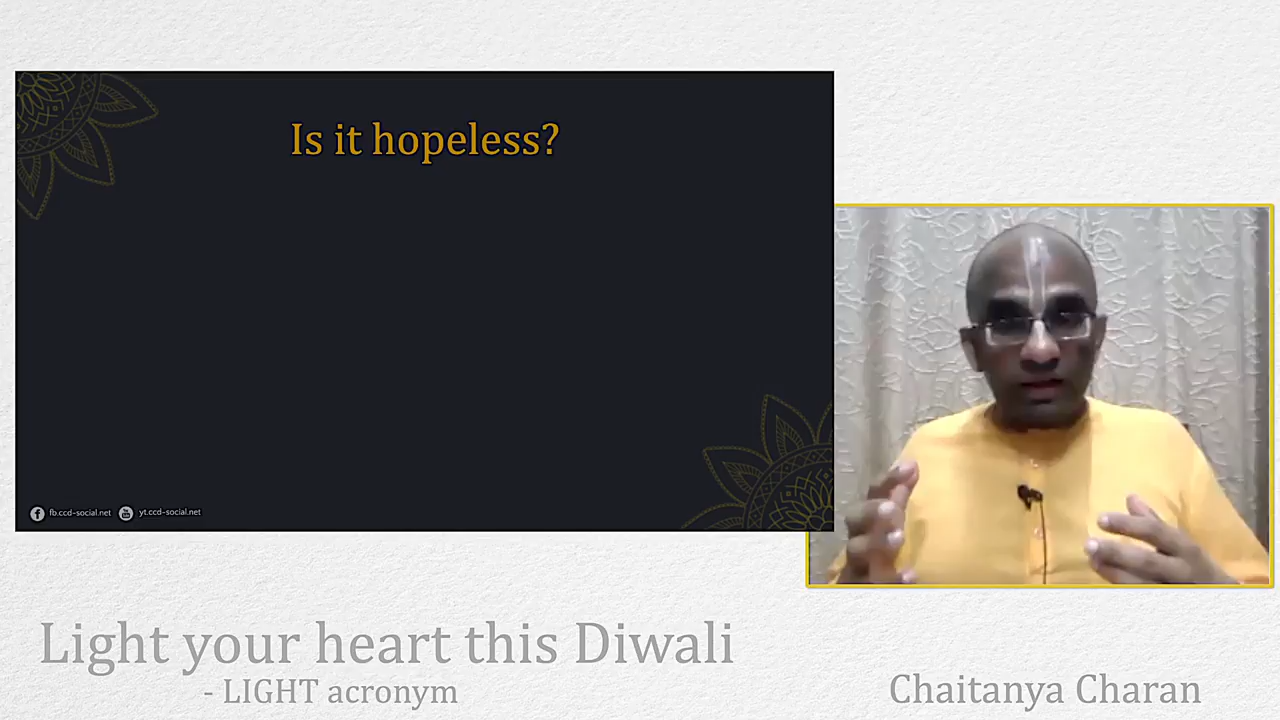 Is it hopeless?
fb.ccd-social.net yt.ccd-social.net
Light your heart this Diwali
- LIGHT acronym
Chaitanya Charan